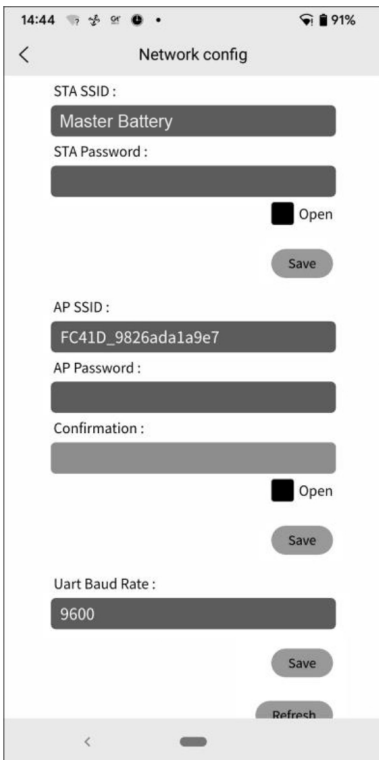 14:44
91%
Network config
STA SSID :
Master Battery
STA Password :
Open
Save
AP SSID :
FC41D_9826ada1a9e7
AP Password :
Confirmation :
Open
Save
Uart Baud Rate :
9600
Save
Refresh